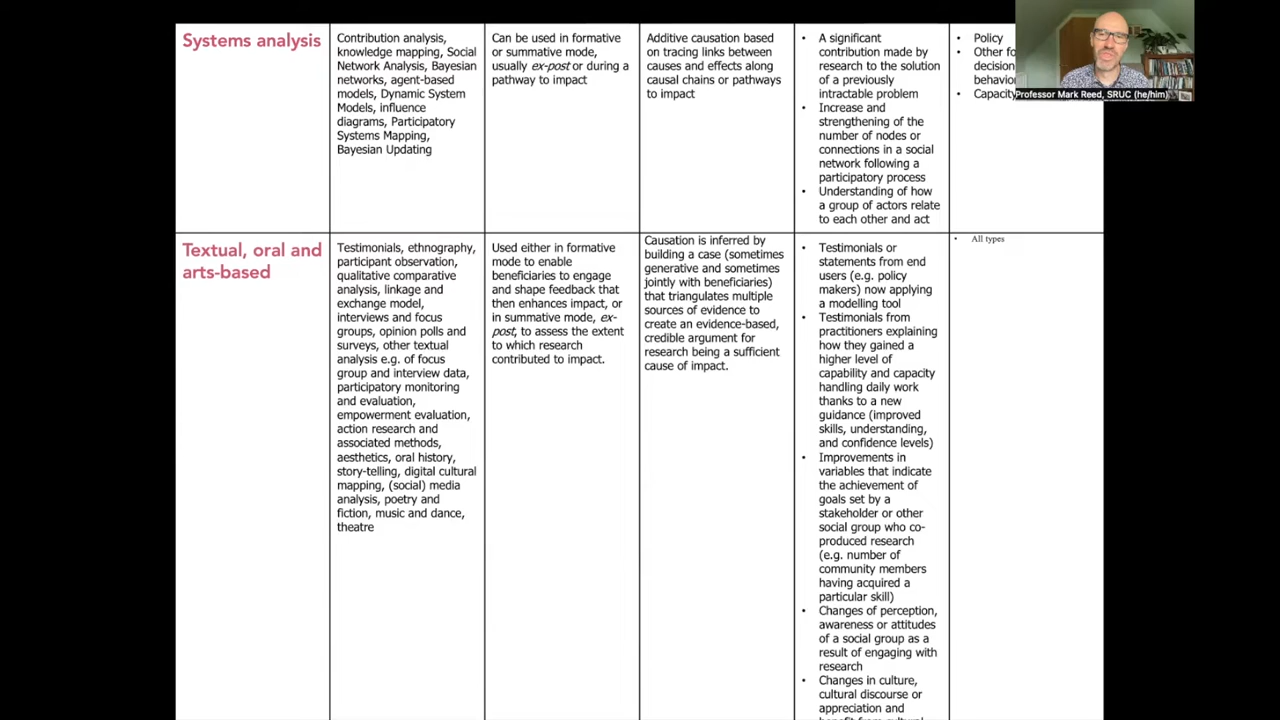 Systems analysis
Contribution analysis,
knowledge mapping, Social
Network Analysis, Bayesian
networks, agent-based
models, Dynamic System
Models, influence
diagrams, Participatory
Systems Mapping,
Bayesian Updating
Can be used in formative
or summative mode,
usually ex-post or during a
pathway to impact
Additive causation based
on tracing links between
causes and effects along
causal chains or pathways
to impact
• A significant
contribution made by
research to the solution
of a previously
intractable problem
• Increase and
strengthening of the
number of nodes or
connections in a social
network following a
participatory process
• Understanding of how
a group of actors relate
to each other and act
• Policy
• Other
decision
behavio
• Capacity
Professor Mark Reed, SRUC (he/him)
Textual, oral and
arts-based
Testimonials, ethnography,
participant observation,
qualitative comparative
analysis, linkage and
exchange model,
interviews and focus
groups, opinion polls and
surveys, other textual
analysis e.g. of focus
group and interview data,
participatory monitoring
and evaluation,
empowerment evaluation,
action research and
associated methods,
aesthetics, oral history,
story-telling, digital cultural
mapping, (social) media
analysis, poetry and
fiction, music and dance,
theatre
Used either in formative
mode to enable
beneficiaries to engage
and shape feedback that
then enhances impact, or
in summative mode, ex-
post, to assess the extent
to which research
contributed to impact.
Causation is inferred by
building a case (sometimes
generative and sometimes
jointly with beneficiaries)
that triangulates multiple
sources of evidence to
create an evidence-based,
credible argument for
research being a sufficient
cause of impact.
• Testimonials or
statements from end
users (e.g. policy
makers) now applying
a modelling tool
• Testimonials from
practitioners explaining
how they gained a
higher level of
capability and capacity
handling daily work
thanks to a new
guidance (improved
skills, understanding,
and confidence levels)
• Improvements in
variables that indicate
the achievement of
goals set by a
stakeholder or other
social group who co-
produced research
(e.g. number of
community members
having acquired a
particular skill)
• Changes of perception,
awareness or attitudes
of a social group as a
result of engaging with
research
• Changes in culture,
cultural discourse or
appreciation and
• All types